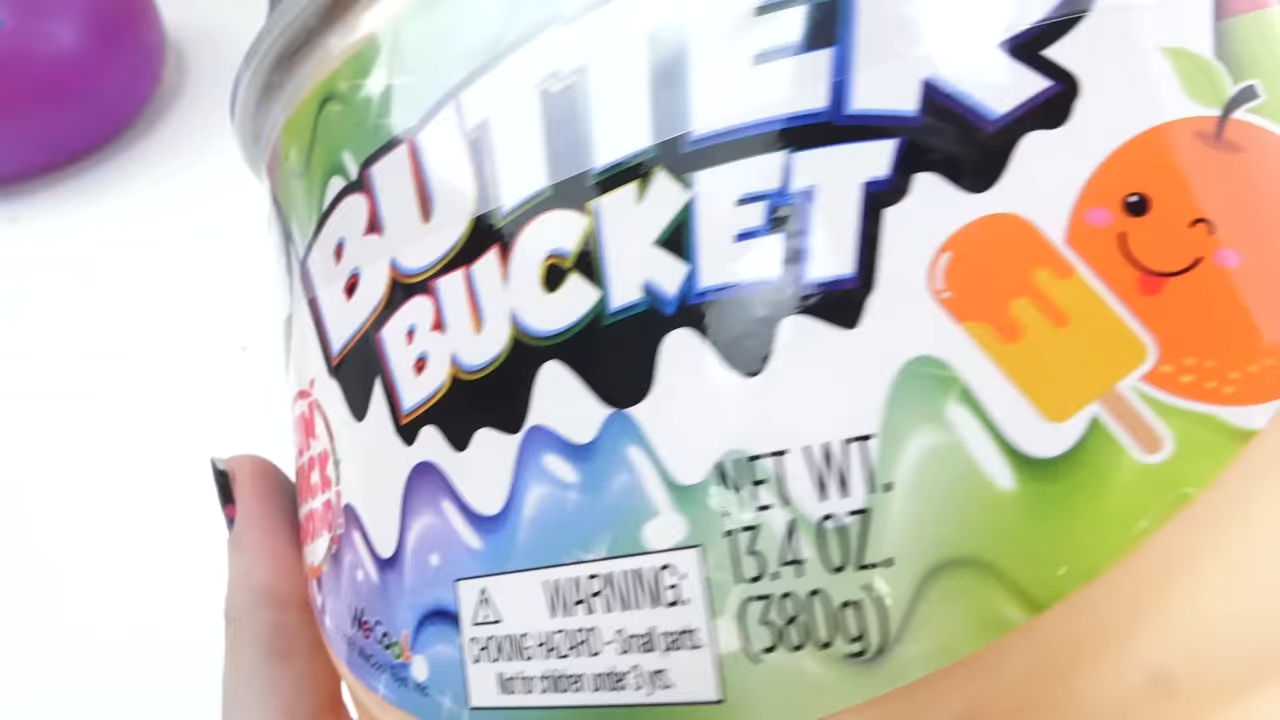 BUTTER
BUCKET
NET WT.
13.4 OZ.
(380g)
WARNING:
CHOKING HAZARD - Small parts.
Not for children under 3 yrs.
WeCool